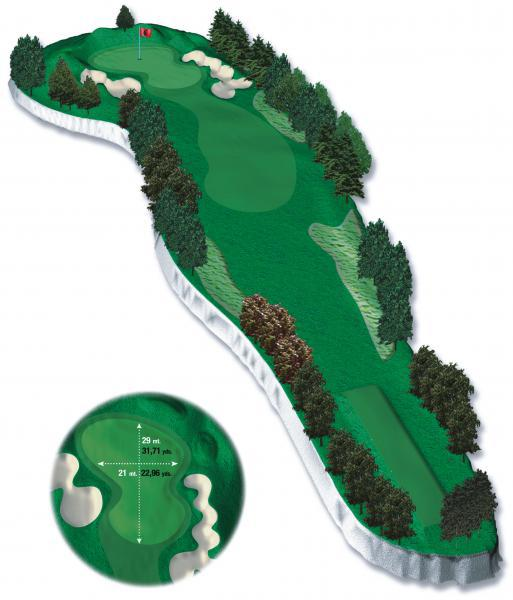 29 mt.
31,71 yds.
21 mt. 22,96 yds.